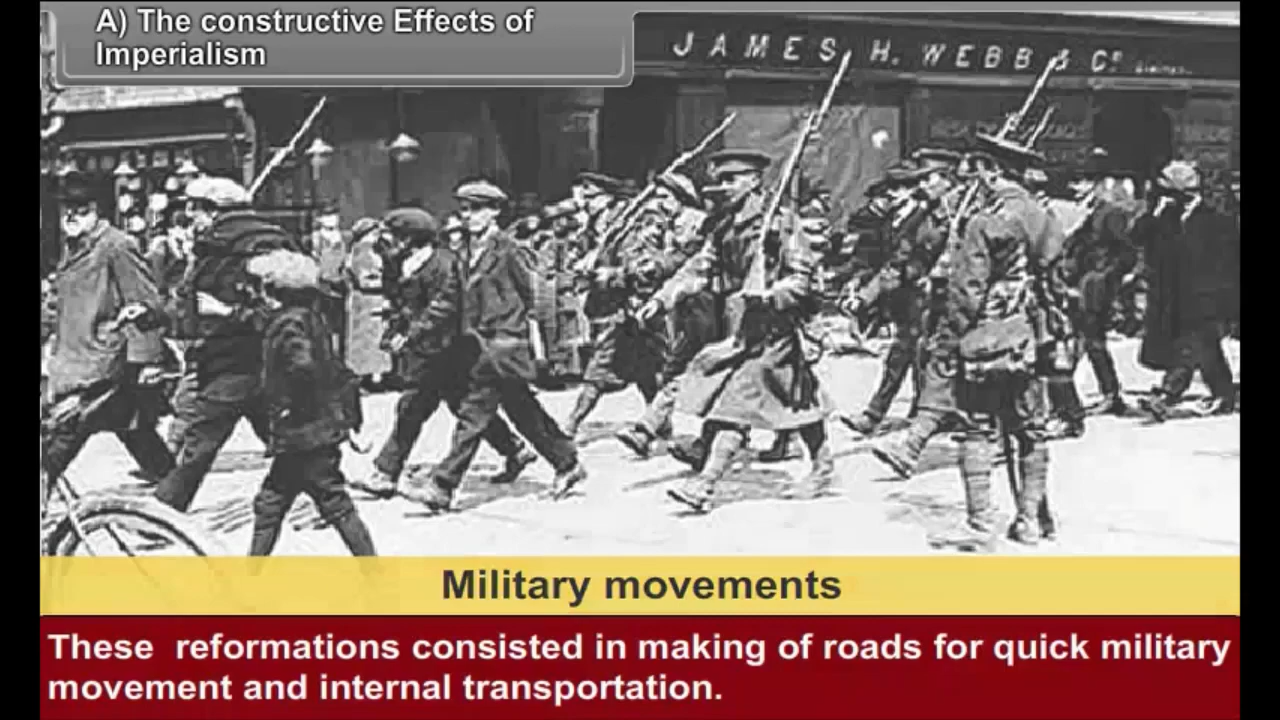 A) The constructive Effects of
Imperialism
JAMES H. WEBB & Co
Military movements
These reformations consisted in making of roads for quick military
movement and internal transportation.